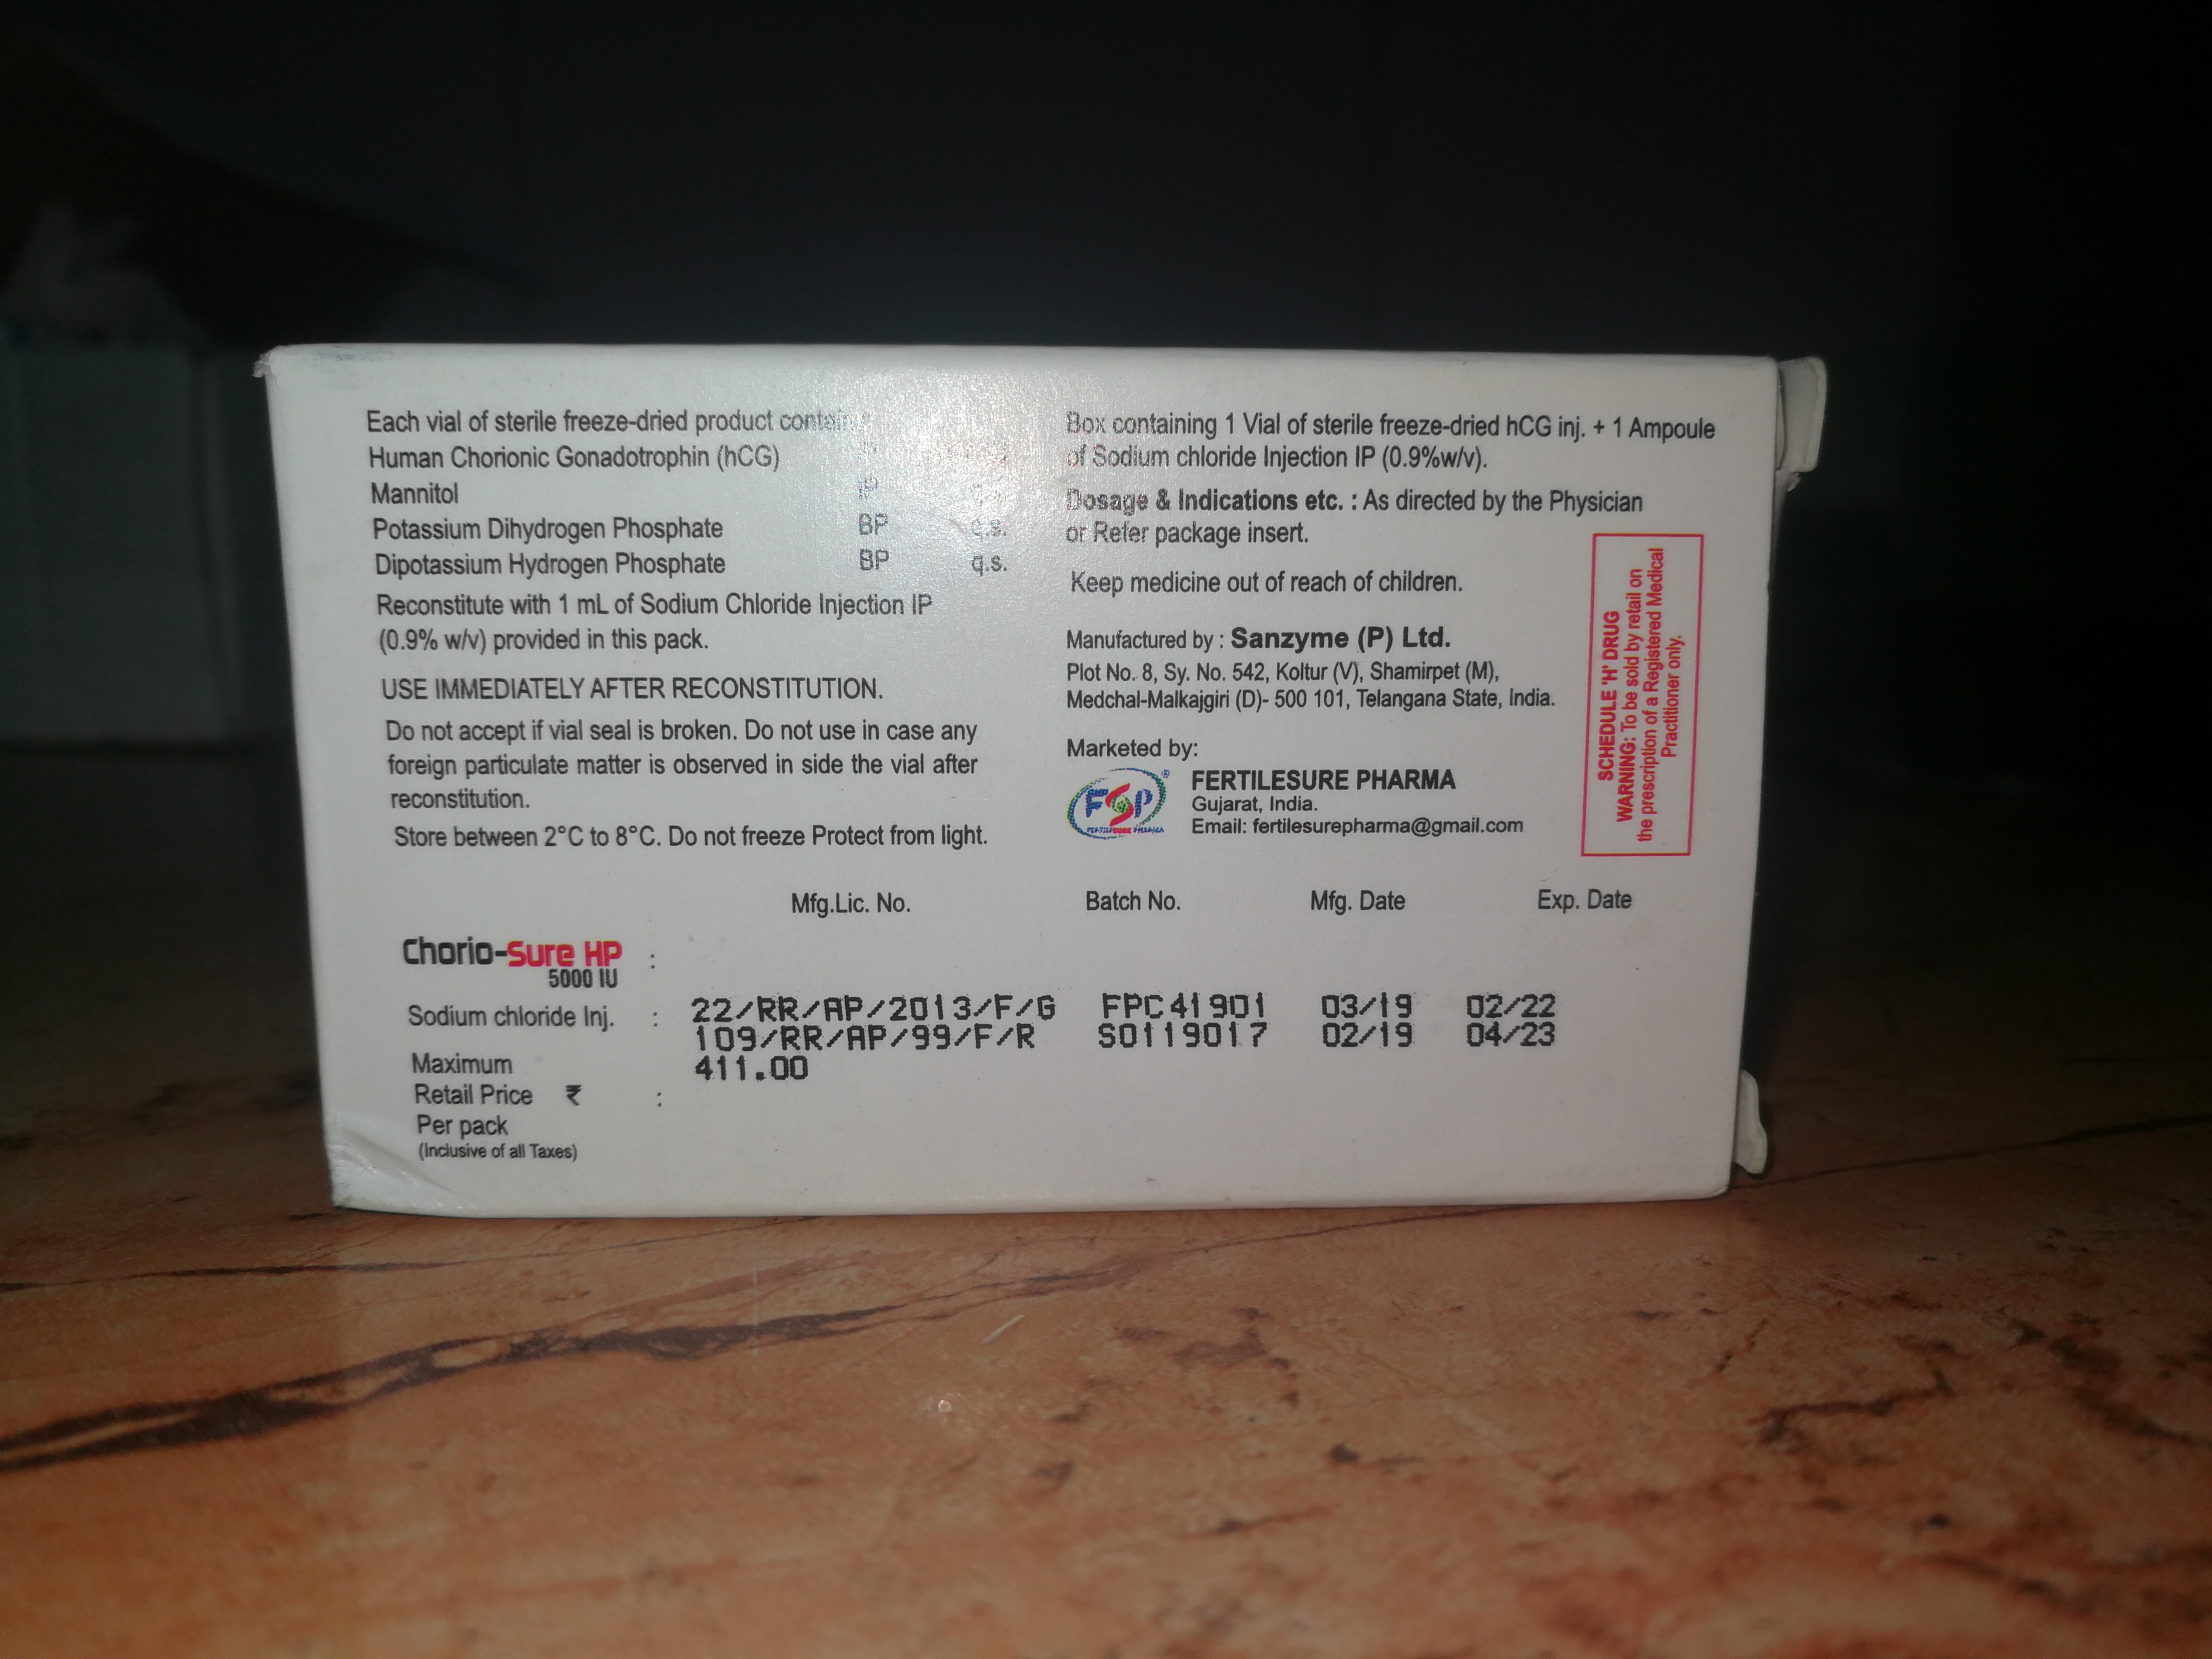 Each vial of sterile freeze-dried product contains
Human Chorionic Gonadotrophin (hCG)
Mannitol IP q.s.
Potassium Dihydrogen Phosphate BP q.s.
Dipotassium Hydrogen Phosphate BP q.s.
Reconstitute with 1 mL of Sodium Chloride Injection IP
(0.9% w/v) provided in this pack.
USE IMMEDIATELY AFTER RECONSTITUTION.
Do not accept if vial seal is broken. Do not use in case any
foreign particulate matter is observed in side the vial after
reconstitution.
Store between 2°C to 8°C. Do not freeze Protect from light.
Box containing 1 Vial of sterile freeze-dried hCG inj. + 1 Ampoule
of Sodium chloride Injection IP (0.9%w/v).
Dosage & Indications etc. : As directed by the Physician
or Refer package insert.
Keep medicine out of reach of children.
Manufactured by : Sanzyme (P) Ltd.
Plot No. 8, Sy. No. 542, Koltur (V), Shamirpet (M),
Medchal-Malkajgiri (D)- 500 101, Telangana State, India.
Marketed by:
FSP ®
FERTILESURE PHARMA
FERTILESURE PHARMA
Gujarat, India.
Email: fertilesurepharma@gmail.com
SCHEDULE 'H' DRUG
WARNING: To be sold by retail on
the prescription of a Registered Medical
Practitioner only.
Mfg.Lic. No. Batch No. Mfg. Date Exp. Date
Chorio-Sure HP :
5000 IU
Sodium chloride Inj. : 22/RR/AP/2013/F/G FPC41901 03/19 02/22
109/RR/AP/99/F/R S0119017 02/19 04/23
Maximum 411.00
Retail Price ₹ :
Per pack
(Inclusive of all Taxes)